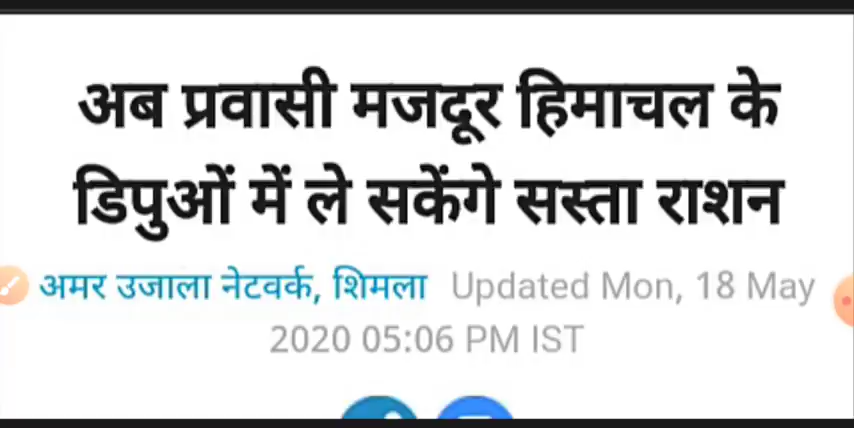 अब प्रवासी मजदूर हिमाचल के
डिपुओं में ले सकेंगे सस्ता राशन
अमर उजाला नेटवर्क, शिमला Updated Mon, 18 May
2020 05:06 PM IST